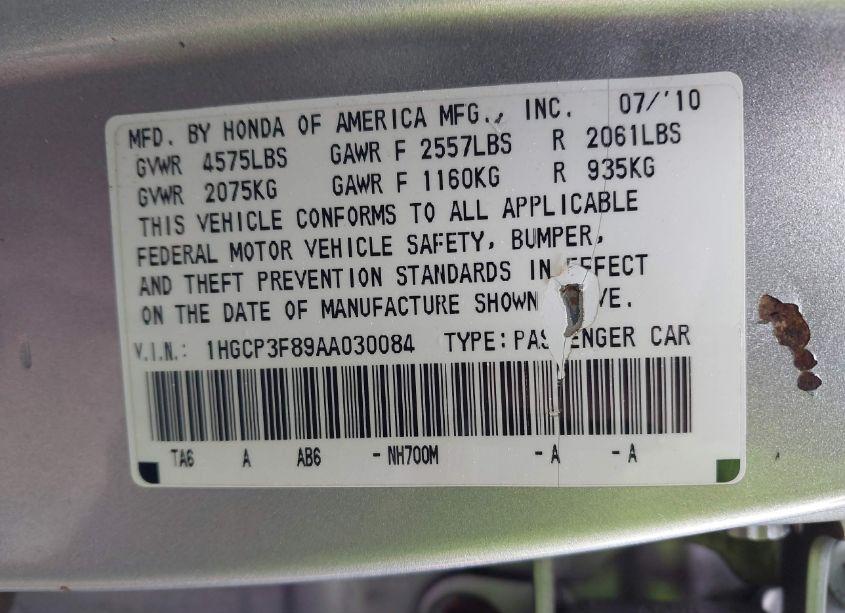 MFD. BY HONDA OF AMERICA MFG., INC. 07/'10
GVWR 4575LBS GAWR F 2557LBS R 2061LBS
GVWR 2075KG GAWR F 1160KG R 935KG
THIS VEHICLE CONFORMS TO ALL APPLICABLE
FEDERAL MOTOR VEHICLE SAFETY, BUMPER,
AND THEFT PREVENTION STANDARDS IN EFFECT
ON THE DATE OF MANUFACTURE SHOWN VE.
V.I.N.: 1HGCP3F89AA030084 TYPE: PASSENGER CAR
TA6 A AB6 - NH700M - A - A